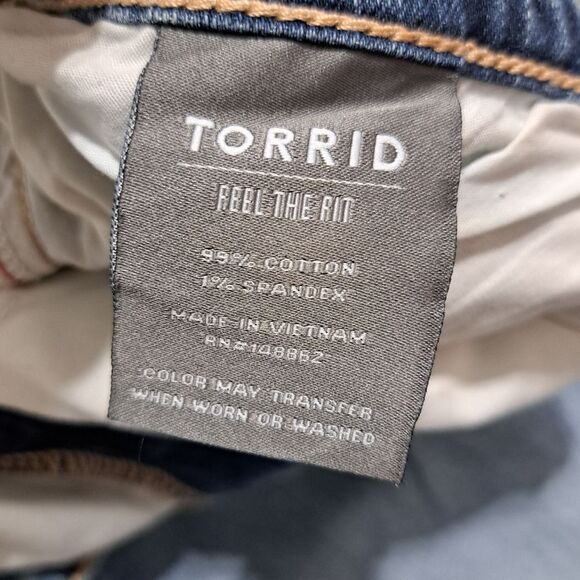 TORRID
FEEL THE FIT
99% COTTON
1% SPANDEX
MADE IN VIETNAM
RN#148862
COLOR MAY TRANSFER
WHEN WORN OR WASHED